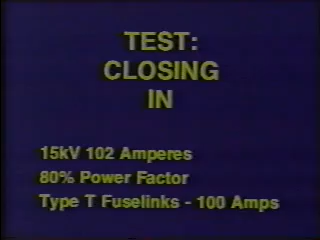 TEST:
CLOSING
IN
15kV 102 Amperes
80% Power Factor
Type T Fuselinks - 100 Amps